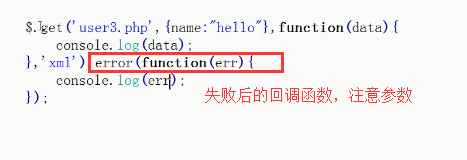 $.get('user3.php',{name:"hello"},function(data){
console.log(data);
},'xml').error(function(err){
console.log(err);
});
失败后的回调函数，注意参数